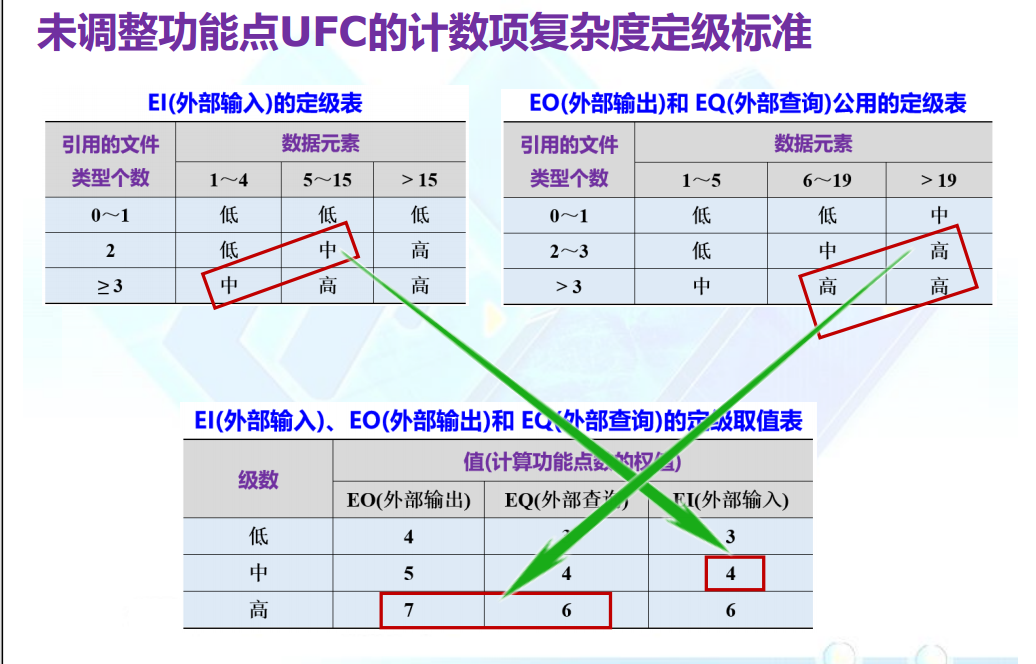 未调整功能点UFC的计数项复杂度定级标准
EI(外部输入)的定级表
引用的文件类型个数 数据元素
1～4 5～15 >15
0～1 低 低 低
2 低 中 高
≥3 中 高 高
EO(外部输出)和 EQ(外部查询)公用的定级表
引用的文件类型个数 数据元素
1～5 6～19 >19
0～1 低 低 中
2～3 低 中 高
>3 中 高 高
EI(外部输入)、EO(外部输出)和 EQ(外部查询)的定级取值表
级数 值(计算功能点数的权值)
EO(外部输出) EQ(外部查询) EI(外部输入)
低 4 3
中 5 4 4
高 7 6 6